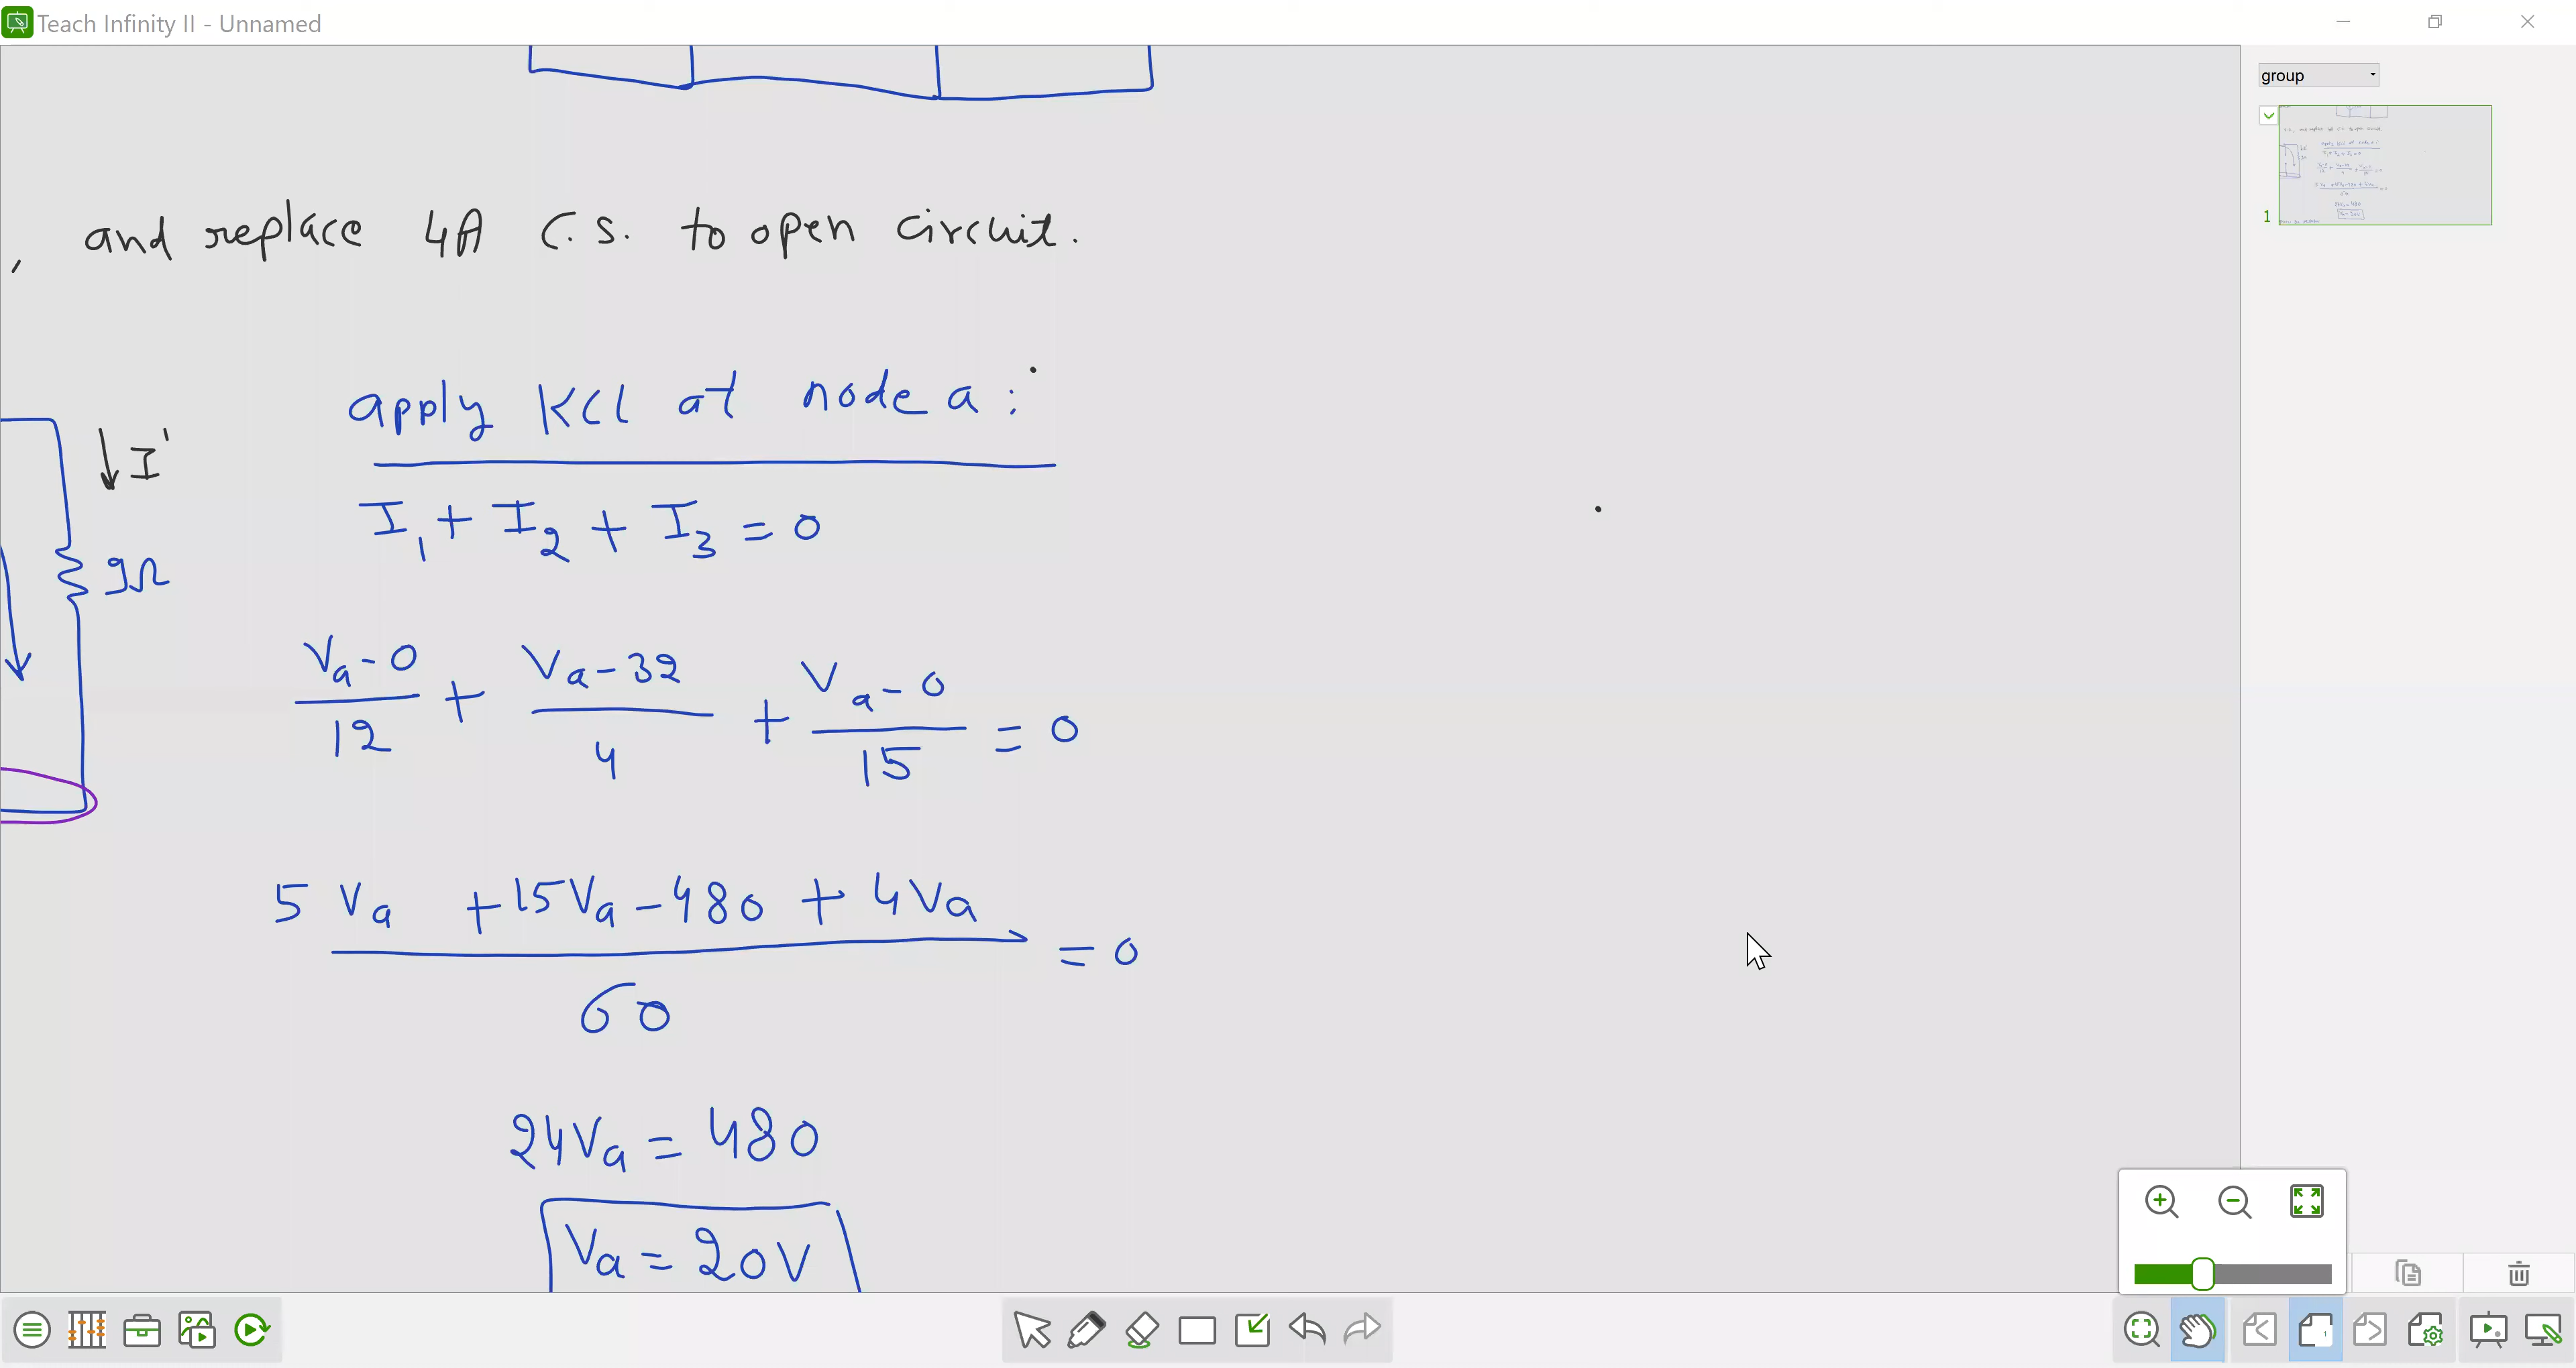 Teach Infinity II - Unnamed
group
, and replace 4A C.S. to open circuit.
apply KCl at node a :
I'
I₁ + I₂ + I₃ = 0
9Ω
Va - 0 / 12 + Va - 32 / 4 + Va - 0 / 15 = 0
5 Va + 15Va - 480 + 4Va / 60 = 0
24Va = 480
Va = 20V
1